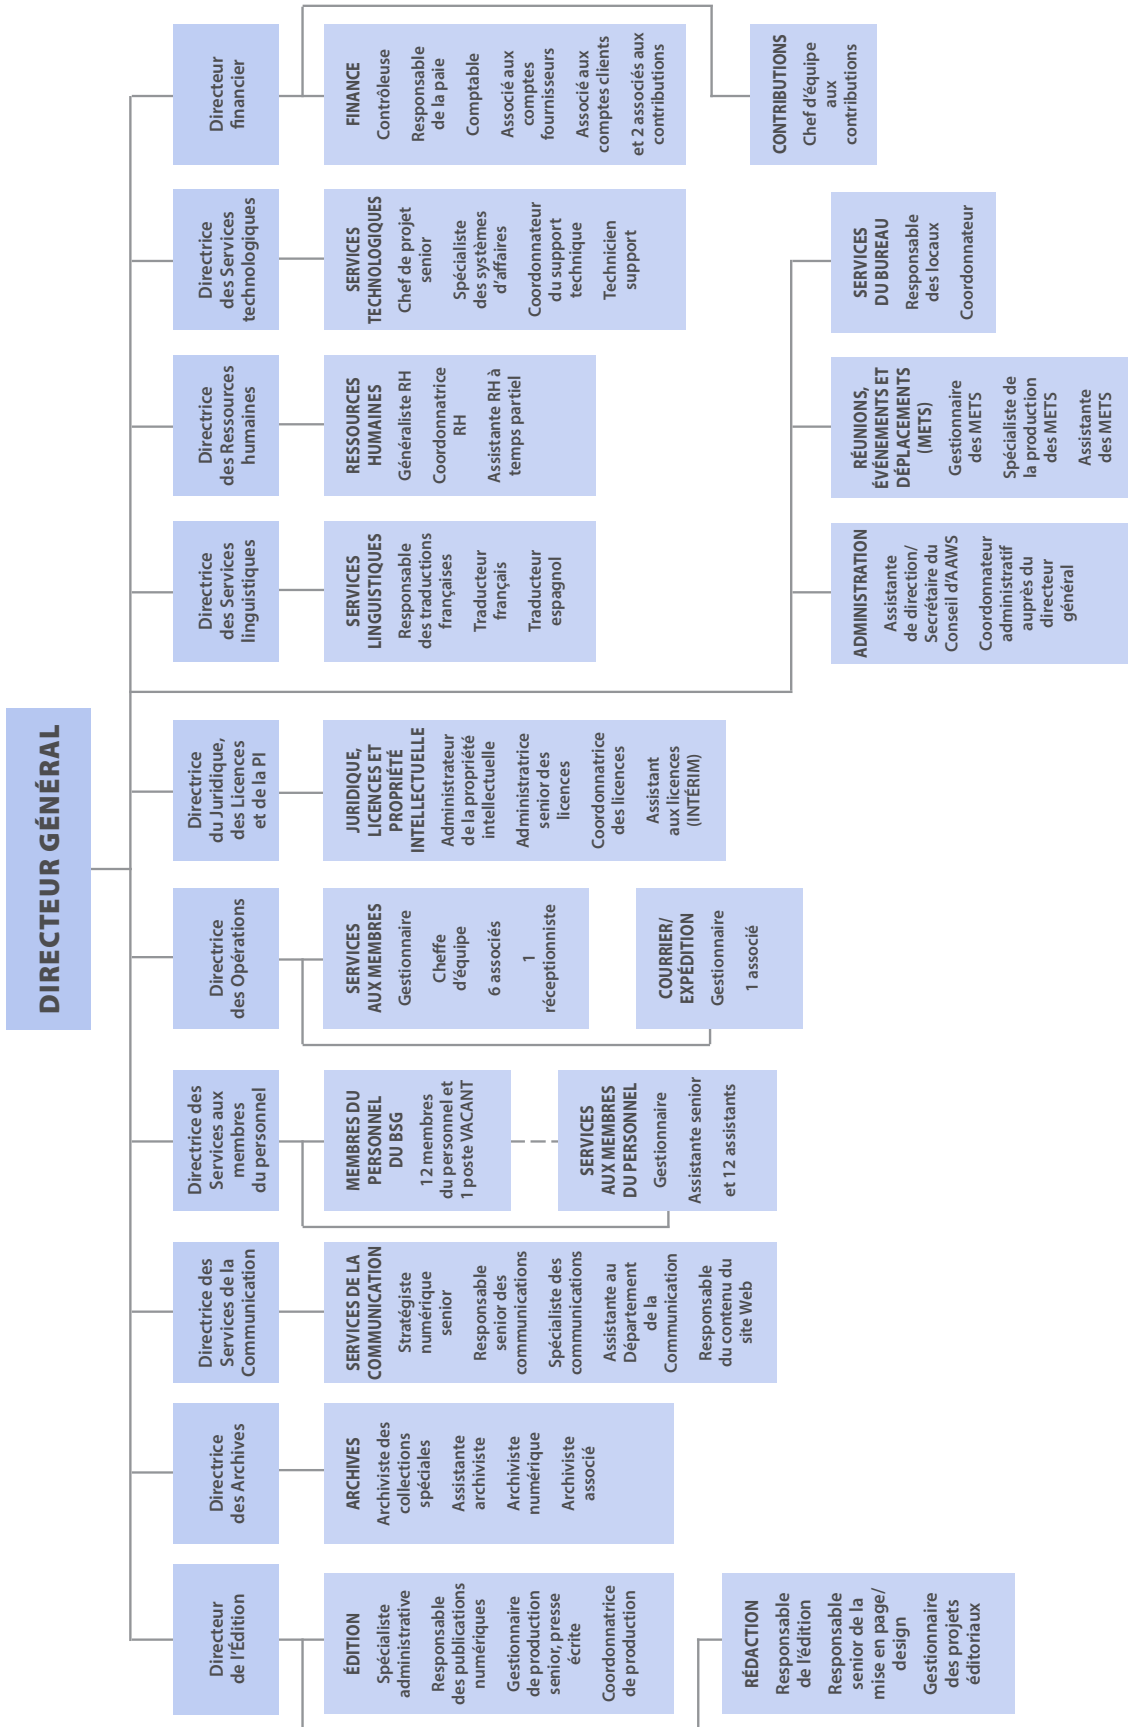 DIRECTEUR GÉNÉRAL
Directeur
de l'Édition
Directrice
des Archives
Directrice des
Services de la
Communication
Directrice des
Services aux
membres
du personnel
Directrice
des Opérations
Directrice
du Juridique,
des Licences
et de la PI
Directrice
des Services
linguistiques
Directrice
des Ressources
humaines
Directrice
des Services
technologiques
Directeur
financier
ÉDITION
Spécialiste
administrative
Responsable
des publications
numériques
Gestionnaire
de production
senior, presse
écrite
Coordonnatrice
de production
ARCHIVES
Archiviste des
collections
spéciales
Assistante
archiviste
Archiviste
numérique
Archiviste
associé
SERVICES DE LA
COMMUNICATION
Stratégiste
numérique
senior
Responsable
senior des
communications
Spécialiste des
communications
Assistante au
Département
de la
Communication
Responsable
du contenu du
site Web
MEMBRES DU
PERSONNEL
DU BSG
12 membres
du personnel et
1 poste VACANT
SERVICES
AUX MEMBRES
Gestionnaire
Cheffe
d'équipe
6 associés
1
réceptionniste
JURIDIQUE,
LICENCES ET
PROPRIÉTÉ
INTELLECTUELLE
Administrateur
de la propriété
intellectuelle
Administratrice
senior des
licences
Coordonnatrice
des licences
Assistant
aux licences
(INTÉRIM)
SERVICES
LINGUISTIQUES
Responsable
des traductions
françaises
Traducteur
français
Traducteur
espagnol
RESSOURCES
HUMAINES
Généraliste RH
Coordonnatrice
RH
Assistante RH à
temps partiel
SERVICES
TECHNOLOGIQUES
Chef de projet
senior
Spécialiste
des systèmes
d'affaires
Coordonnateur
du support
technique
Technicien
support
FINANCE
Contrôleuse
Responsable
de la paie
Comptable
Associé aux
comptes
fournisseurs
Associé aux
comptes clients
et 2 associés aux
contributions
RÉDACTION
Responsable
de l'édition
Responsable
senior de la
mise en page/
design
Gestionnaire
des projets
éditoriaux
SERVICES
AUX MEMBRES
DU PERSONNEL
Gestionnaire
Assistante senior
et 12 assistants
COURRIER/
EXPÉDITION
Gestionnaire
1 associé
ADMINISTRATION
Assistante
de direction/
Secrétaire du
Conseil d'AAWS
Coordonnateur
administratif
auprès du
directeur
général
RÉUNIONS,
ÉVÉNEMENTS ET
DÉPLACEMENTS
(METS)
Gestionnaire
des METS
Spécialiste de
la production
des METS
Assistante
des METS
SERVICES
DU BUREAU
Responsable
des locaux
Coordonnateur
CONTRIBUTIONS
Chef d'équipe
aux
contributions